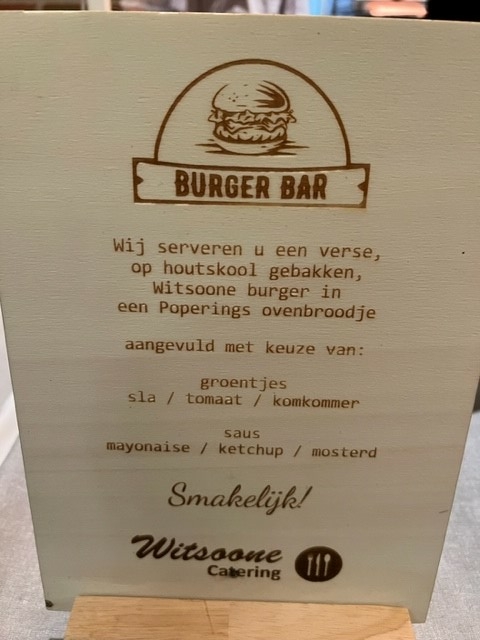 BURGER BAR
Wij serveren u een verse,
op houtskool gebakken,
Witsoone burger in
een Poperings ovenbroodje
aangevuld met keuze van:
groentjes
sla / tomaat / komkommer
saus
mayonaise / ketchup / mosterd
Smakelijk!
Witsoone
Catering